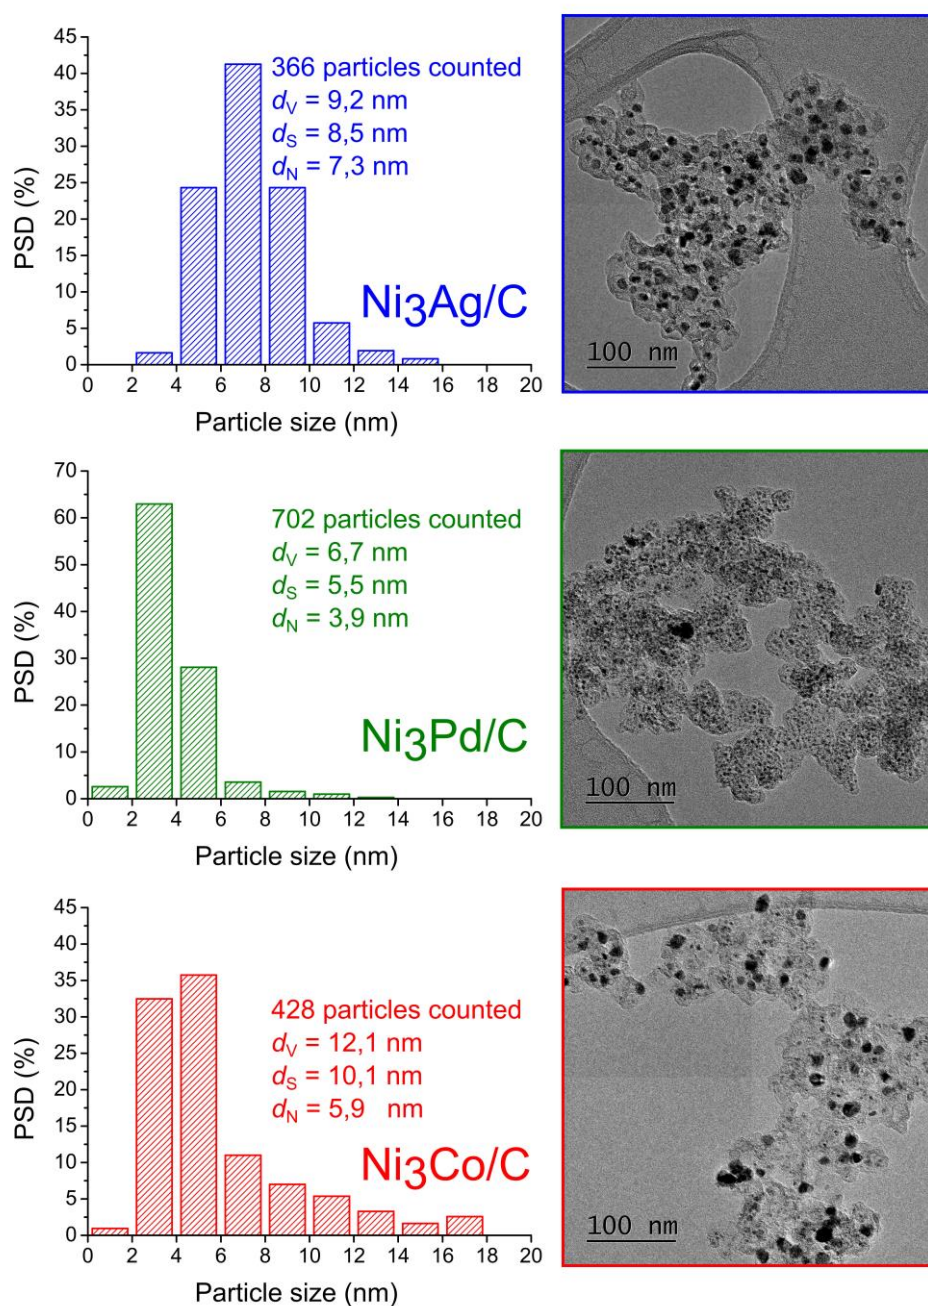 45
40
35
30
25
20
15
10
5
0
PSD (%)
366 particles counted
dV = 9,2 nm
dS = 8,5 nm
dN = 7,3 nm
Ni3Ag/C
0 2 4 6 8 10 12 14 16 18 20
Particle size (nm)
100 nm
70
60
50
40
30
20
10
0
PSD (%)
702 particles counted
dV = 6,7 nm
dS = 5,5 nm
dN = 3,9 nm
Ni3Pd/C
0 2 4 6 8 10 12 14 16 18 20
Particle size (nm)
100 nm
45
40
35
30
25
20
15
10
5
0
PSD (%)
428 particles counted
dV = 12,1 nm
dS = 10,1 nm
dN = 5,9 nm
Ni3Co/C
0 2 4 6 8 10 12 14 16 18 20
Particle size (nm)
100 nm